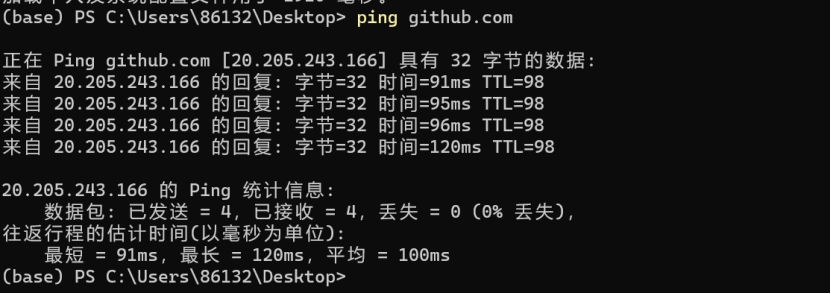 (base) PS C:\Users\86132\Desktop> ping github.com
正在 Ping github.com [20.205.243.166] 具有 32 字节的数据:
来自 20.205.243.166 的回复: 字节=32 时间=91ms TTL=98
来自 20.205.243.166 的回复: 字节=32 时间=95ms TTL=98
来自 20.205.243.166 的回复: 字节=32 时间=96ms TTL=98
来自 20.205.243.166 的回复: 字节=32 时间=120ms TTL=98
20.205.243.166 的 Ping 统计信息:
数据包: 已发送 = 4，已接收 = 4，丢失 = 0 (0% 丢失)，
往返行程的估计时间(以毫秒为单位):
最短 = 91ms，最长 = 120ms，平均 = 100ms
(base) PS C:\Users\86132\Desktop>